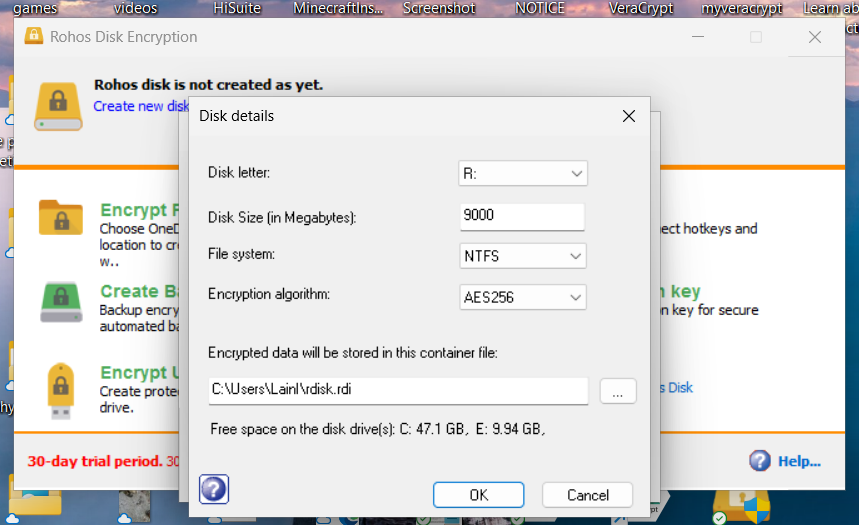 games videos HiSuite MinecraftIns... Screenshot NOTICE VeraCrypt myveracrypt Learn ab
Rohos Disk Encryption
Rohos disk is not created as yet.
Create new disk
Disk details
Disk letter: R:
Disk Size (in Megabytes): 9000
File system: NTFS
Encryption algorithm: AES256
Encrypted data will be stored in this container file:
C:\Users\LainI\rdisk.rdi
...
Free space on the disk drive(s): C: 47.1 GB, E: 9.94 GB,
OK Cancel
Encrypt F
Choose OneD
location to cr
w..
ect hotkeys and
Create Ba
Backup encry
automated ba
n key
on key for secure
Encrypt U
Create prote
drive.
s Disk
30-day trial period. 30
Help...